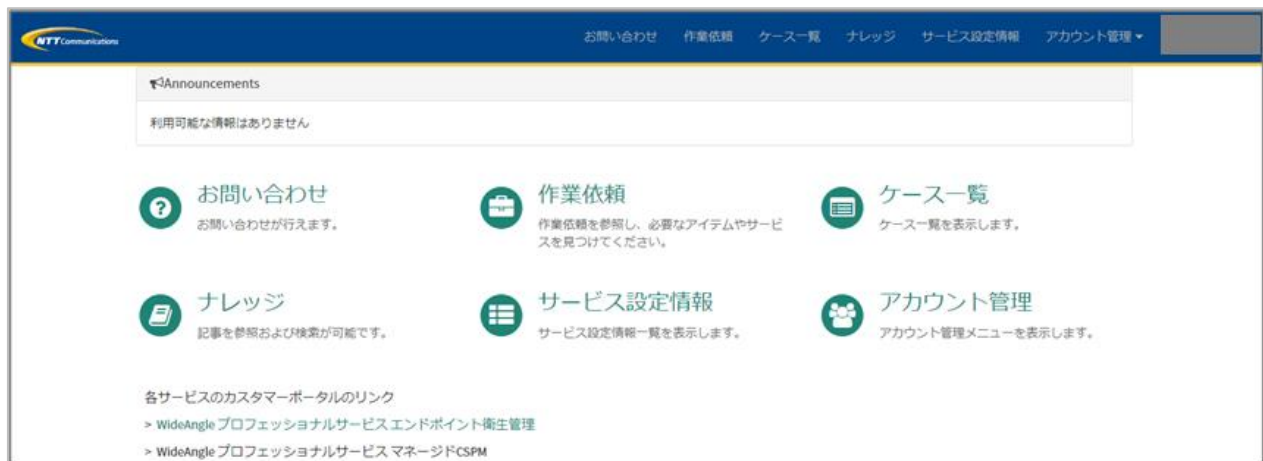 NTT Communications
お問い合わせ 作業依頼 ケース一覧 ナレッジ サービス設定情報 アカウント管理
Announcements
利用可能な情報はありません
お問い合わせ
お問い合わせが行えます。
作業依頼
作業依頼を参照し、必要なアイテムやサービ
スを見つけてください。
ケース一覧
ケース一覧を表示します。
ナレッジ
記事を参照および検索が可能です。
サービス設定情報
サービス設定情報一覧を表示します。
アカウント管理
アカウント管理メニューを表示します。
各サービスのカスタマーポータルのリンク
> WideAngle プロフェッショナルサービス エンドポイント衛生管理
> WideAngle プロフェッショナルサービス マネージドCSPM